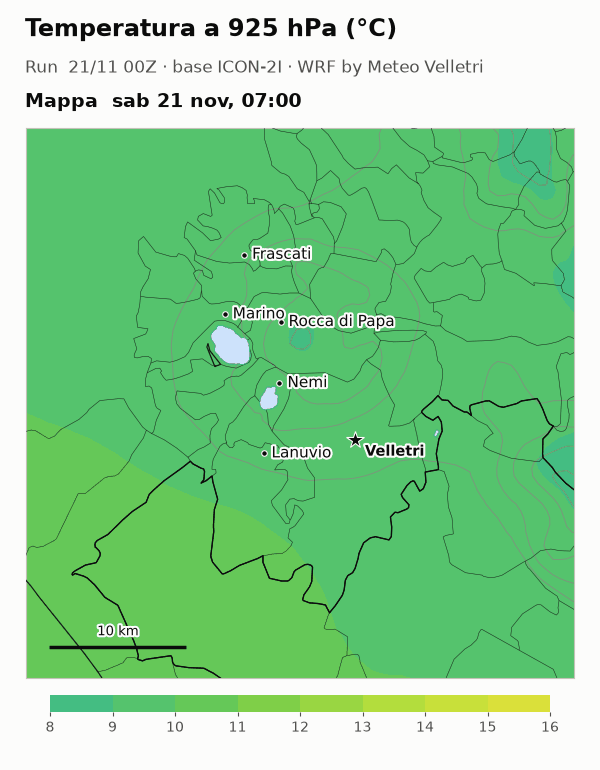 Temperatura a 925 hPa (°C)
Run  21/11 00Z · base ICON-2I · WRF by Meteo Velletri
Mappa  sab 21 nov, 07:00
Frascati
Marino
Rocca di Papa
Nemi
Velletri
Lanuvio
10 km
8 9 10 11 12 13 14 15 16